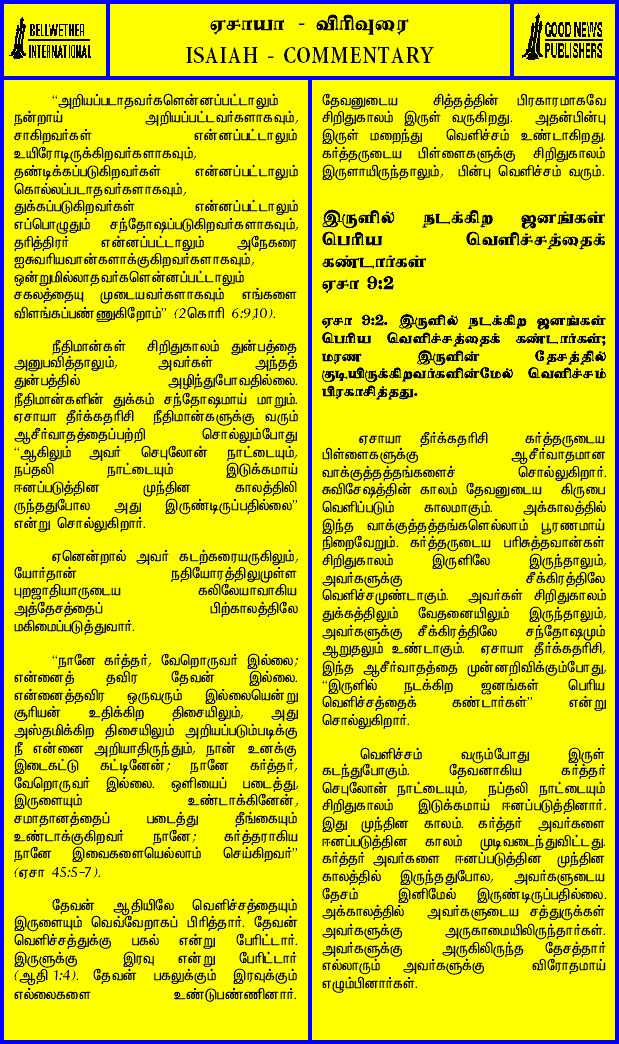 BELLWETHER
INTERNATIONAL
ஏசாயா - விரிவுரை
ISAIAH - COMMENTARY
GOOD NEWS
PUBLISHERS
“அறியப்படாதவர்களென்னப்பட்டாலும்
நன்றாய் அறியப்பட்டவர்களாகவும்,
சாகிறவர்கள் என்னப்பட்டாலும்
உயிரோடிருக்கிறவர்களாகவும்,
தண்டிக்கப்படுகிறவர்கள் என்னப்பட்டாலும்
கொல்லப்படாதவர்களாகவும்,
துக்கப்படுகிறவர்கள் என்னப்பட்டாலும்
எப்பொழுதும் சந்தோஷப்படுகிறவர்களாகவும்,
தரித்திரர் என்னப்பட்டாலும் அநேகரை
ஐசுவரியவான்களாக்குகிறவர்களாகவும்,
ஒன்றுமில்லாதவர்களென்னப்பட்டாலும்
சகலத்தையு முடையவர்களாகவும் எங்களை
விளங்கப்பண்ணுகிறோம்” (2கொரி 6:9,10).
நீதிமான்கள் சிறிதுகாலம் துன்பத்தை
அனுபவித்தாலும், அவர்கள் அந்தத்
துன்பத்தில் அழிந்துபோவதில்லை.
நீதிமான்களின் துக்கம் சந்தோஷமாய் மாறும்.
ஏசாயா தீர்க்கதரிசி நீதிமான்களுக்கு வரும்
ஆசீர்வாதத்தைப்பற்றி சொல்லும்போது
“ஆகிலும் அவர் செபுலோன் நாட்டையும்,
நப்தலி நாட்டையும் இடுக்கமாய்
ஈனப்படுத்தின முந்தின காலத்திலி
ருந்ததுபோல அது இருண்டிருப்பதில்லை”
என்று சொல்லுகிறார்.
ஏனென்றால் அவர் கடற்கரையருகிலும்,
யோர்தான் நதியோரத்திலுமுள்ள
புறஜாதியாருடைய கலிலேயாவாகிய
அத்தேசத்தைப் பிற்காலத்திலே
மகிமைப்படுத்துவார்.
“நானே கர்த்தர், வேறொருவர் இல்லை;
என்னைத் தவிர தேவன் இல்லை.
என்னைத்தவிர ஒருவரும் இல்லையென்று
சூரியன் உதிக்கிற திசையிலும், அது
அஸ்தமிக்கிற திசையிலும் அறியப்படும்படிக்கு
நீ என்னை அறியாதிருந்தும், நான் உனக்கு
இடைகட்டு கட்டினேன்; நானே கர்த்தர்,
வேறொருவர் இல்லை. ஒளியைப் படைத்து,
இருளையும் உண்டாக்கினேன்,
சமாதானத்தைப் படைத்து தீங்கையும்
உண்டாக்குகிறவர் நானே; கர்த்தராகிய
நானே இவைகளையெல்லாம் செய்கிறவர்”
(ஏசா 45:5-7).
தேவன் ஆதியிலே வெளிச்சத்தையும்
இருளையும் வெவ்வேறாகப் பிரித்தார். தேவன்
வெளிச்சத்துக்கு பகல் என்று பேரிட்டார்.
இருளுக்கு இரவு என்று பேரிட்டார்
(ஆதி 1:4). தேவன் பகலுக்கும் இரவுக்கும்
எல்லைகளை உண்டுபண்ணினார்.
தேவனுடைய சித்தத்தின் பிரகாரமாகவே
சிறிதுகாலம் இருள் வருகிறது. அதன்பின்பு
இருள் மறைந்து வெளிச்சம் உண்டாகிறது.
கர்த்தருடைய பிள்ளைகளுக்கு சிறிதுகாலம்
இருளாயிருந்தாலும், பின்பு வெளிச்சம் வரும்.
இருளில் நடக்கிற ஜனங்கள்
பெரிய வெளிச்சத்தைக்
கண்டார்கள்
ஏசா 9:2
ஏசா 9:2. இருளில் நடக்கிற ஜனங்கள்
பெரிய வெளிச்சத்தைக் கண்டார்கள்;
மரண இருளின் தேசத்தில்
குடியிருக்கிறவர்களின்மேல் வெளிச்சம்
பிரகாசித்தது.
ஏசாயா தீர்க்கதரிசி கர்த்தருடைய
பிள்ளைகளுக்கு ஆசீர்வாதமான
வாக்குத்தத்தங்களைச் சொல்லுகிறார்.
சுவிசேஷத்தின் காலம் தேவனுடைய கிருபை
வெளிப்படும் காலமாகும். அக்காலத்தில்
இந்த வாக்குத்தத்தங்களெல்லாம் பூரணமாய்
நிறைவேறும். கர்த்தருடைய பரிசுத்தவான்கள்
சிறிதுகாலம் இருளிலே இருந்தாலும்,
அவர்களுக்கு சீக்கிரத்திலே
வெளிச்சமுண்டாகும். அவர்கள் சிறிதுகாலம்
துக்கத்திலும் வேதனையிலும் இருந்தாலும்,
அவர்களுக்கு சீக்கிரத்திலே சந்தோஷமும்
ஆறுதலும் உண்டாகும். ஏசாயா தீர்க்கதரிசி,
இந்த ஆசீர்வாதத்தை முன்னறிவிக்கும்போது,
“இருளில் நடக்கிற ஜனங்கள் பெரிய
வெளிச்சத்தைக் கண்டார்கள்” என்று
சொல்லுகிறார்.
வெளிச்சம் வரும்போது இருள்
கடந்துபோகும். தேவனாகிய கர்த்தர்
செபுலோன் நாட்டையும், நப்தலி நாட்டையும்
சிறிதுகாலம் இடுக்கமாய் ஈனப்படுத்தினார்.
இது முந்தின காலம். கர்த்தர் அவர்களை
ஈனப்படுத்தின காலம் முடிவடைந்துவிட்டது.
கர்த்தர் அவர்களை ஈனப்படுத்தின முந்தின
காலத்தில் இருந்ததுபோல, அவர்களுடைய
தேசம் இனிமேல் இருண்டிருப்பதில்லை.
அக்காலத்தில் அவர்களுடைய சத்துருக்கள்
அவர்களுக்கு அருகாமையிலிருந்தார்கள்.
அவர்களுக்கு அருகிலிருந்த தேசத்தார்
எல்லாரும் அவர்களுக்கு விரோதமாய்
எழும்பினார்கள்.